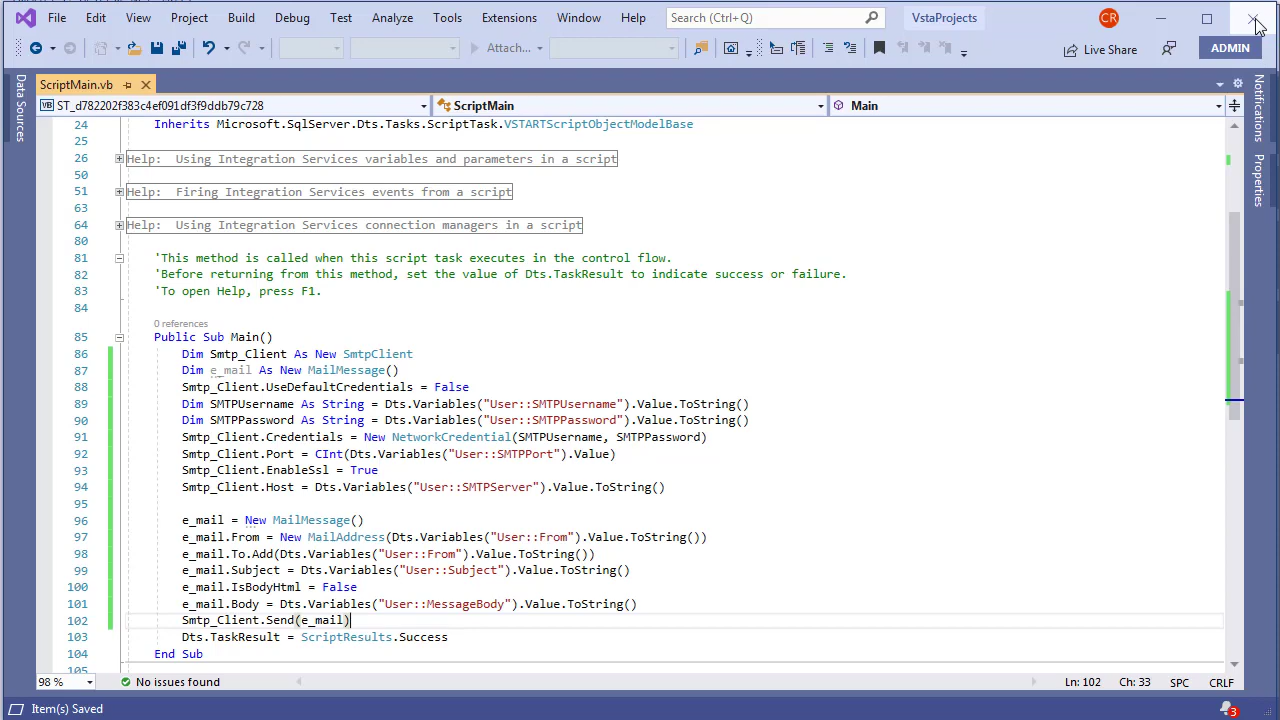 File Edit View Project Build Debug Test Analyze Tools Extensions Window Help Search (Ctrl+Q) VstaProjects CR
Attach... Live Share ADMIN
Data Sources
Notifications
Properties
ScriptMain.vb
VB ST_d782202f383c4ef091df3f9ddb79c728 ScriptMain Main
24 Inherits Microsoft.SqlServer.Dts.Tasks.ScriptTask.VSTARTScriptObjectModelBase
25
26 Help: Using Integration Services variables and parameters in a script
50
51 Help: Firing Integration Services events from a script
63
64 Help: Using Integration Services connection managers in a script
80
81 'This method is called when this script task executes in the control flow.
82 'Before returning from this method, set the value of Dts.TaskResult to indicate success or failure.
83 'To open Help, press F1.
84
0 references
85 Public Sub Main()
86 Dim Smtp_Client As New SmtpClient
87 Dim e_mail As New MailMessage()
88 Smtp_Client.UseDefaultCredentials = False
89 Dim SMTPUsername As String = Dts.Variables("User::SMTPUsername").Value.ToString()
90 Dim SMTPPassword As String = Dts.Variables("User::SMTPPassword").Value.ToString()
91 Smtp_Client.Credentials = New NetworkCredential(SMTPUsername, SMTPPassword)
92 Smtp_Client.Port = CInt(Dts.Variables("User::SMTPPort").Value)
93 Smtp_Client.EnableSsl = True
94 Smtp_Client.Host = Dts.Variables("User::SMTPServer").Value.ToString()
95
96 e_mail = New MailMessage()
97 e_mail.From = New MailAddress(Dts.Variables("User::From").Value.ToString())
98 e_mail.To.Add(Dts.Variables("User::From").Value.ToString())
99 e_mail.Subject = Dts.Variables("User::Subject").Value.ToString()
100 e_mail.IsBodyHtml = False
101 e_mail.Body = Dts.Variables("User::MessageBody").Value.ToString()
102 Smtp_Client.Send(e_mail)
103 Dts.TaskResult = ScriptResults.Success
104 End Sub
105
98 % No issues found Ln: 102 Ch: 33 SPC CRLF
Item(s) Saved 3